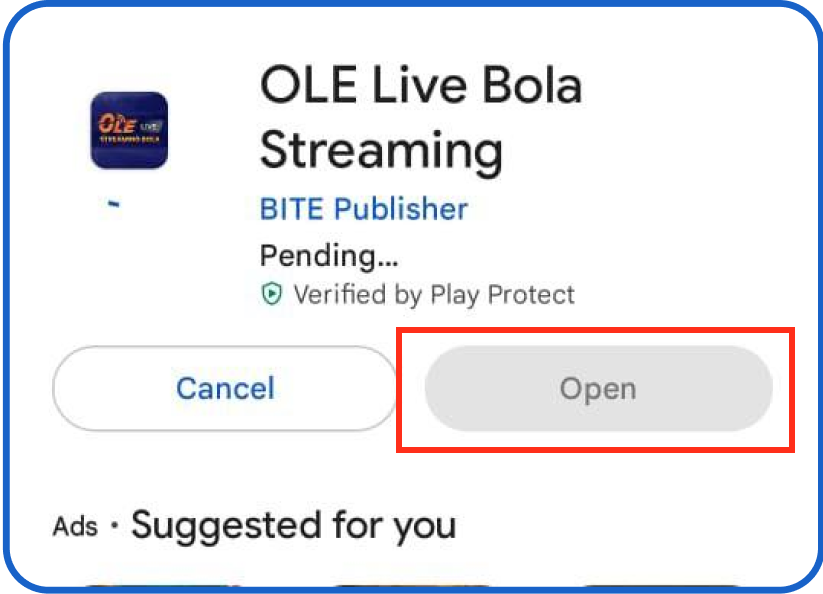 OLE Live Bola
Streaming
OLE LIVE
STREAMING BOLA
BITE Publisher
Pending...
Verified by Play Protect
Cancel
Open
Ads • Suggested for you